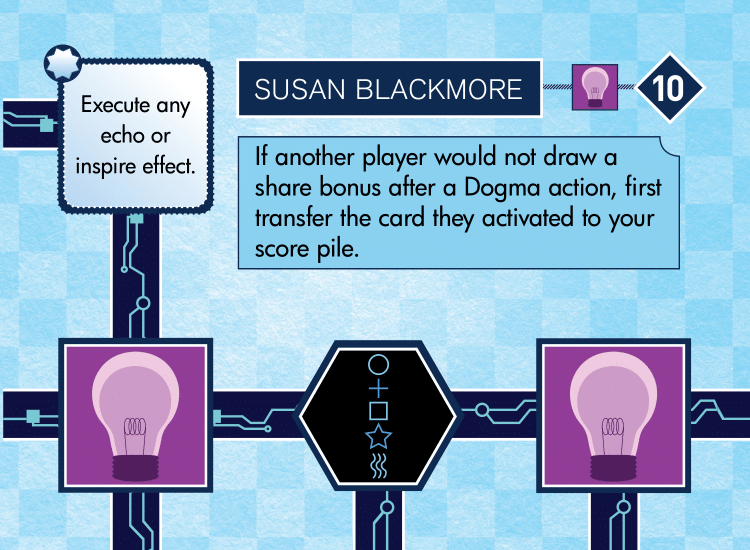 Execute any
echo or
inspire effect.
SUSAN BLACKMORE
10
If another player would not draw a
share bonus after a Dogma action, first
transfer the card they activated to your
score pile.